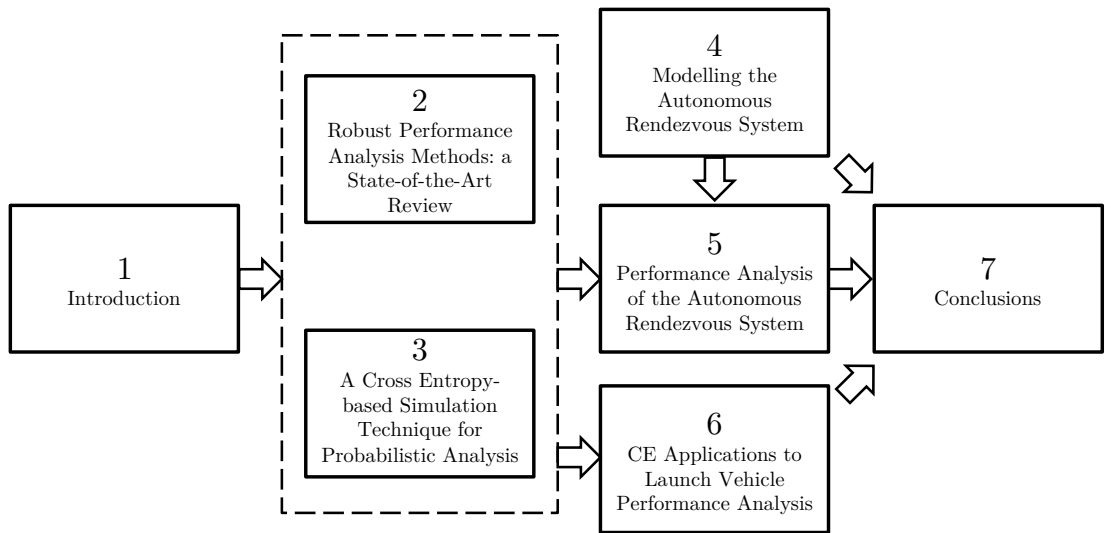 1
Introduction
2
Robust Performance
Analysis Methods: a
State-of-the-Art
Review
3
A Cross Entropy-
based Simulation
Technique for
Probabilistic Analysis
4
Modelling the
Autonomous
Rendezvous System
5
Performance Analysis
of the Autonomous
Rendezvous System
6
CE Applications to
Launch Vehicle
Performance Analysis
7
Conclusions